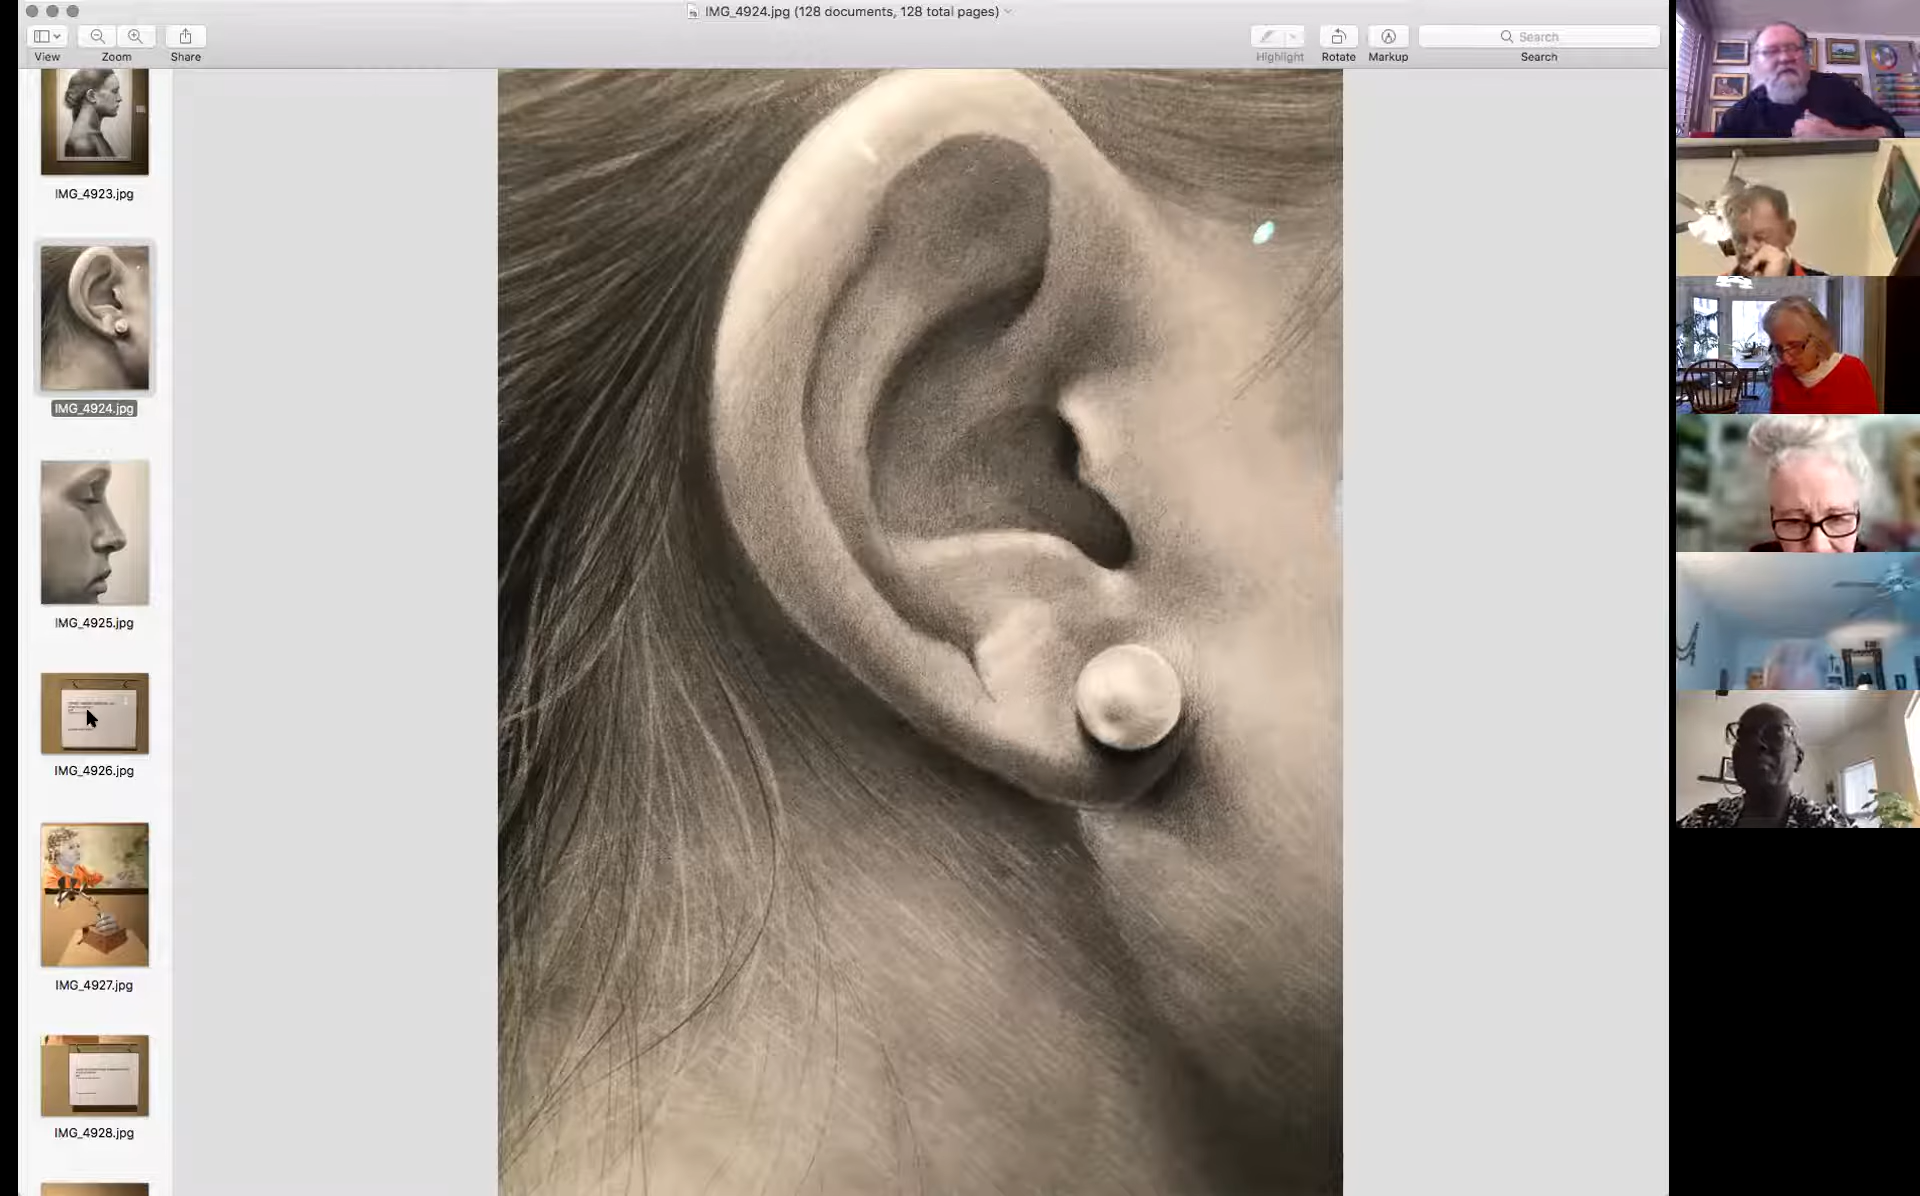 IMG_4924.jpg (128 documents, 128 total pages)
View
Zoom
Share
Highlight
Rotate
Markup
Search
Search
IMG_4923.jpg
IMG_4924.jpg
IMG_4925.jpg
IMG_4926.jpg
IMG_4927.jpg
IMG_4928.jpg